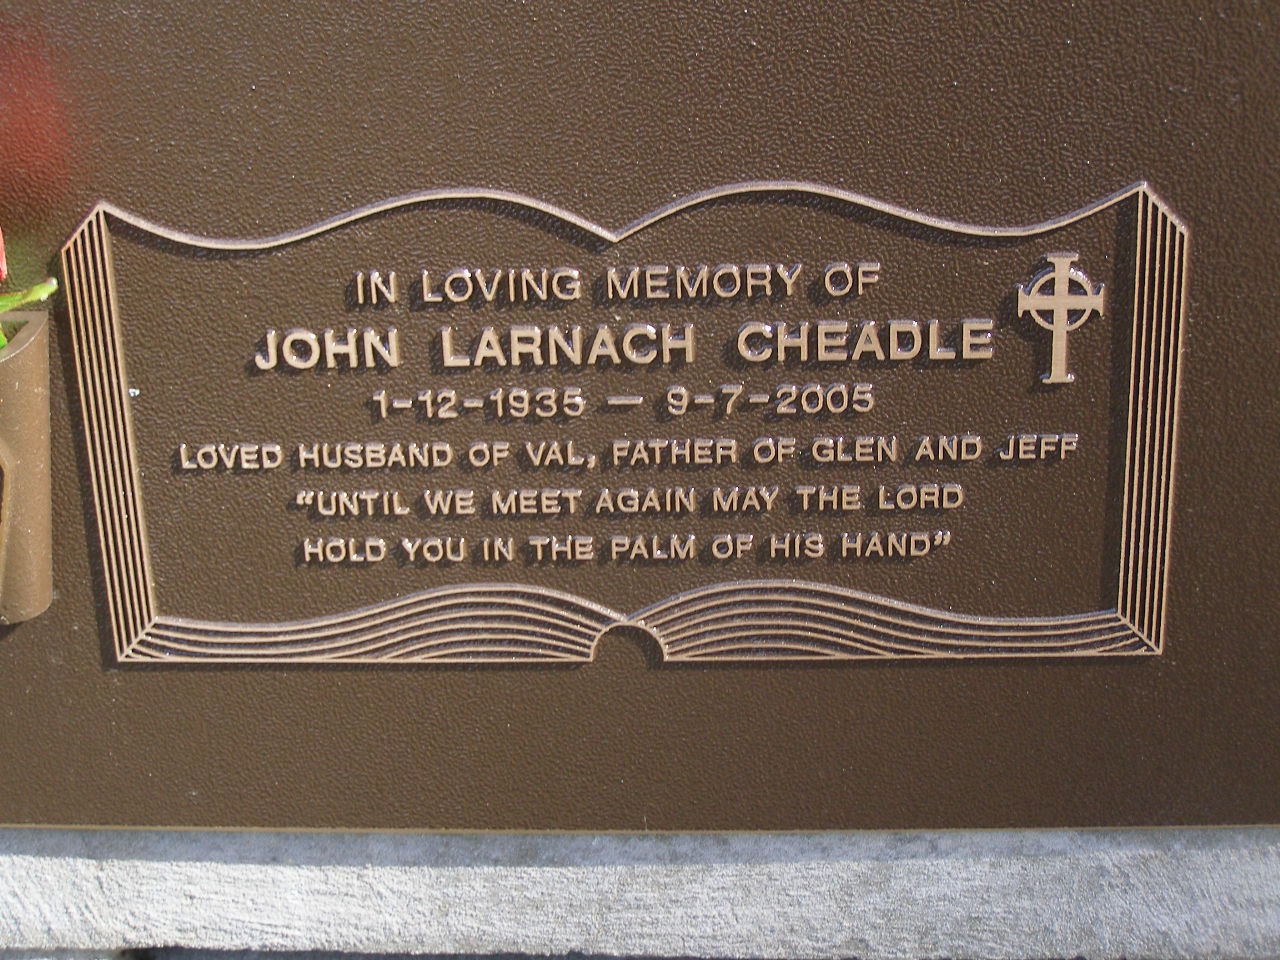 IN LOVING MEMORY OF
JOHN LARNACH CHEADLE
1-12-1935 — 9-7-2005
LOVED HUSBAND OF VAL, FATHER OF GLEN AND JEFF
"UNTIL WE MEET AGAIN MAY THE LORD
HOLD YOU IN THE PALM OF HIS HAND"